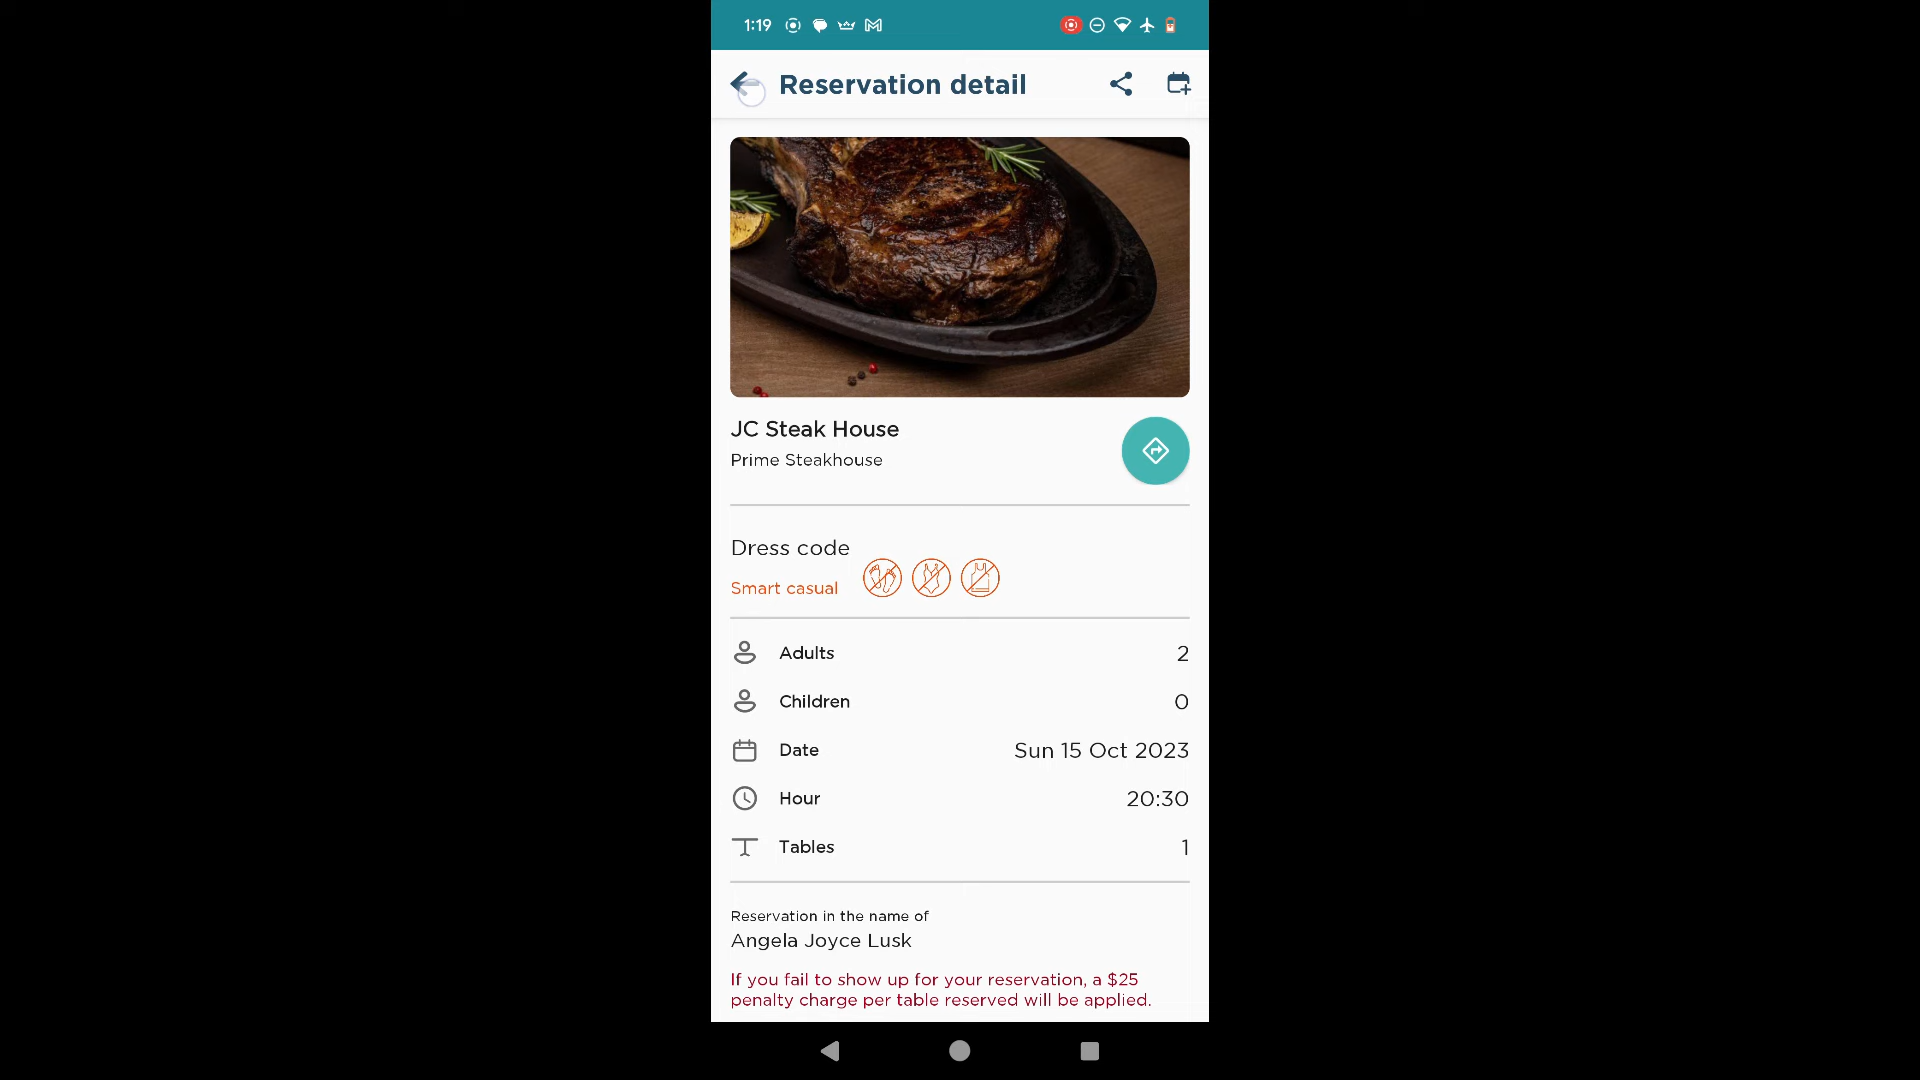 1:19
Reservation detail
JC Steak House
Prime Steakhouse
Dress code
Smart casual
Adults 2
Children 0
Date Sun 15 Oct 2023
Hour 20:30
Tables 1
Reservation in the name of
Angela Joyce Lusk
If you fail to show up for your reservation, a $25
penalty charge per table reserved will be applied.